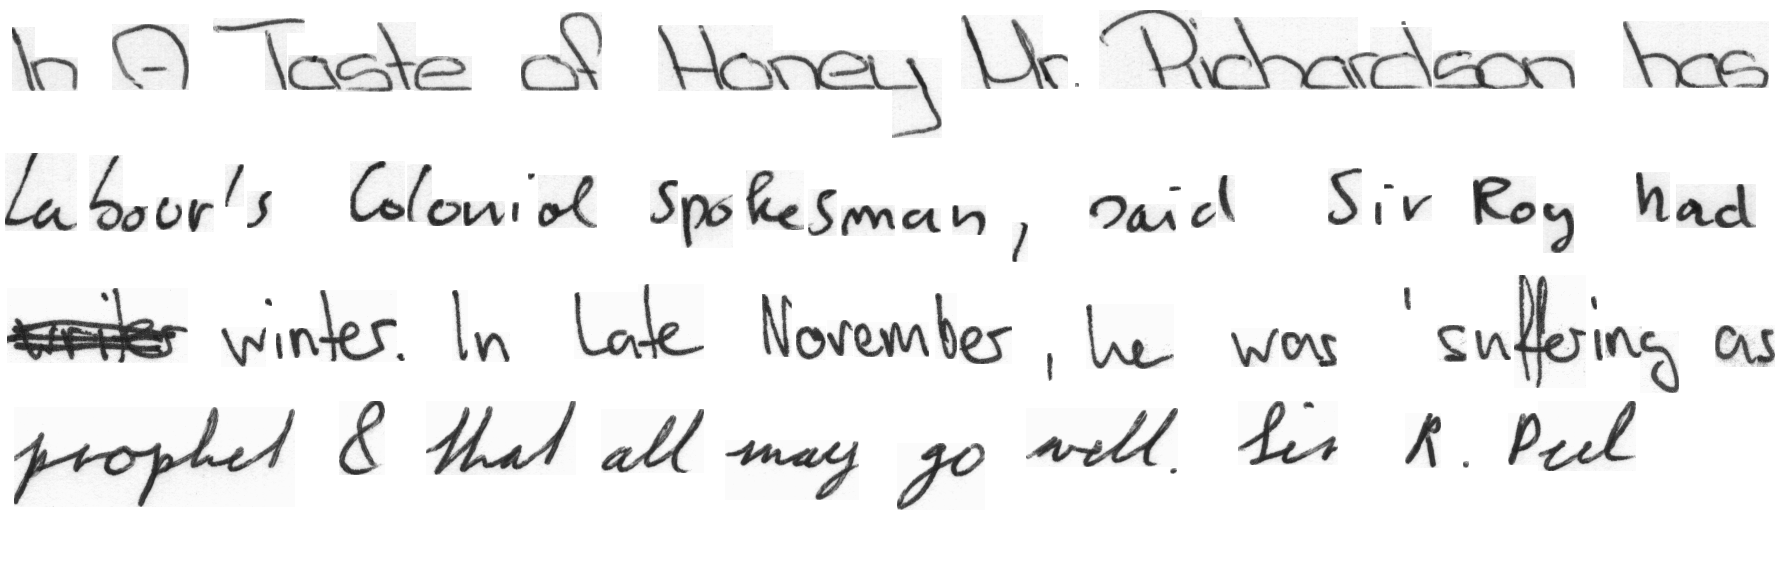 In A Taste of Honey Mr. Richardson has
Labour's Colonial spokesman, said Sir Roy had
winter. In late November, he was 'suffering as
prophet & that all may go well. Sir R. Peel